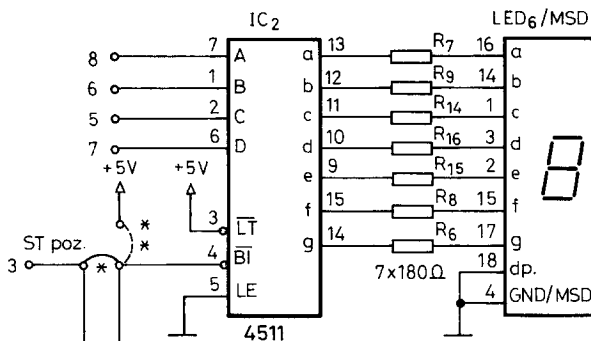 IC2 LED6/MSD
8 7 A a 13 R7 16 a
6 1 B b 12 R9 14 b
5 2 C c 11 R14 1 c
7 6 D d 10 R16 3 d
+5V +5V e 9 R15 2 e
f 15 R8 15 f
3 LT g 14 R6 17 g
*
*
ST poz. 7x180Ω 18 dp.
3 * 4 BI
5 LE 4 GND/MSD
4511